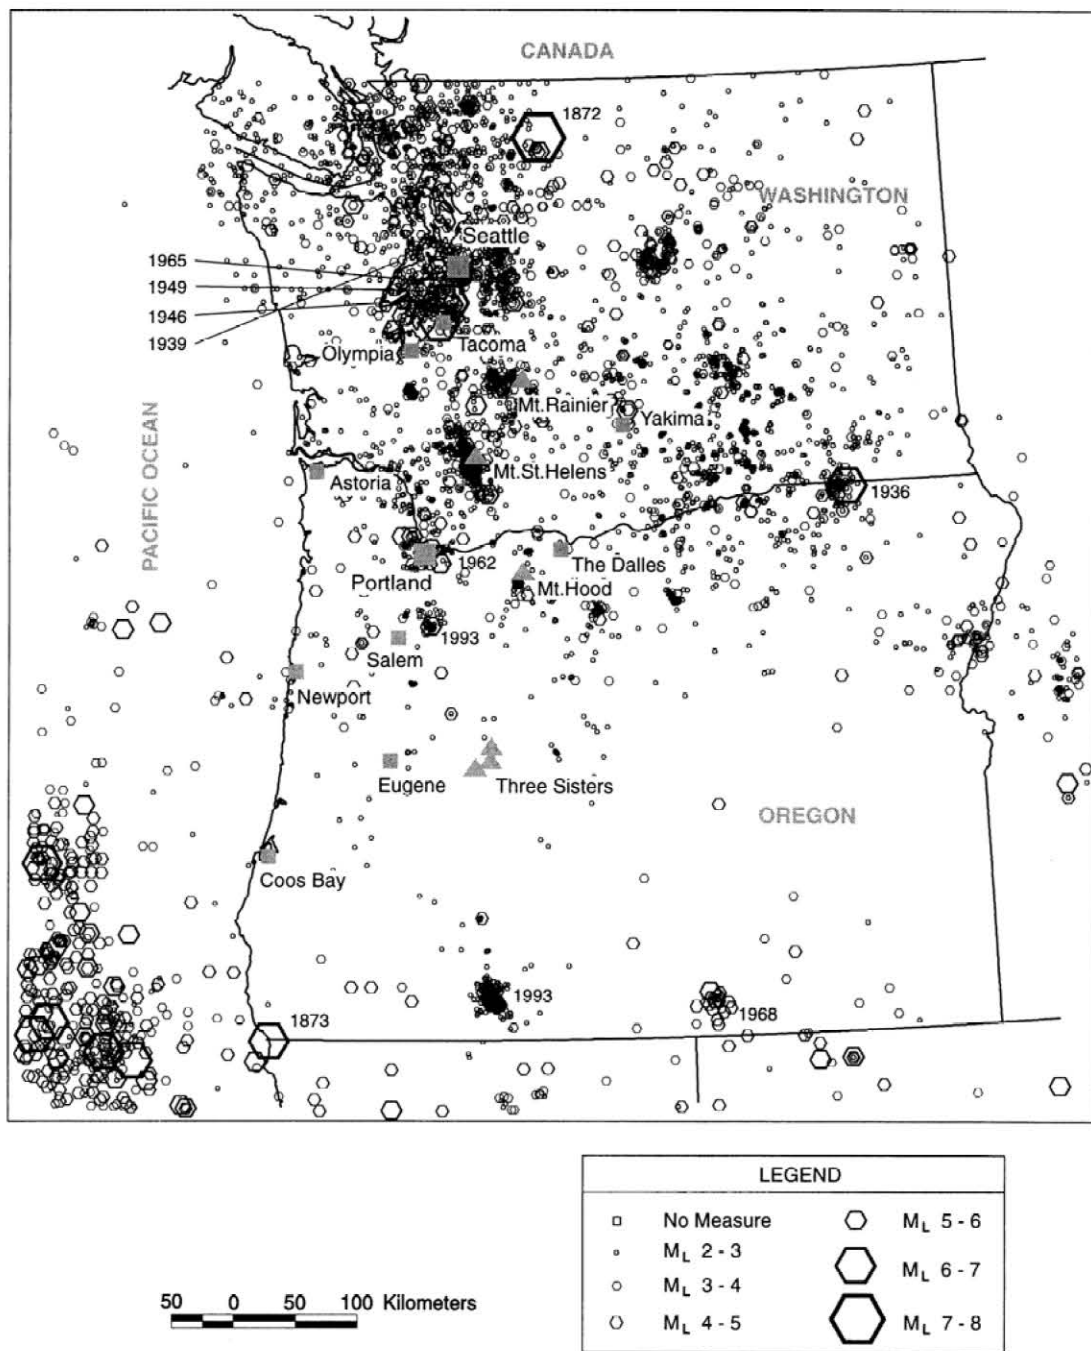 CANADA
1872
WASHINGTON
Seattle
1965
1949
1946
1939
Tacoma
Olympia
Mt.Rainier
Yakima
PACIFIC OCEAN
Mt.St.Helens
Astoria
1936
1962
The Dalles
Portland
Mt.Hood
1993
Salem
Newport
Eugene
Three Sisters
OREGON
Coos Bay
1993
1968
1873
LEGEND
No Measure
ML 2 - 3
ML 3 - 4
ML 4 - 5
ML 5 - 6
ML 6 - 7
ML 7 - 8
50 0 50 100 Kilometers